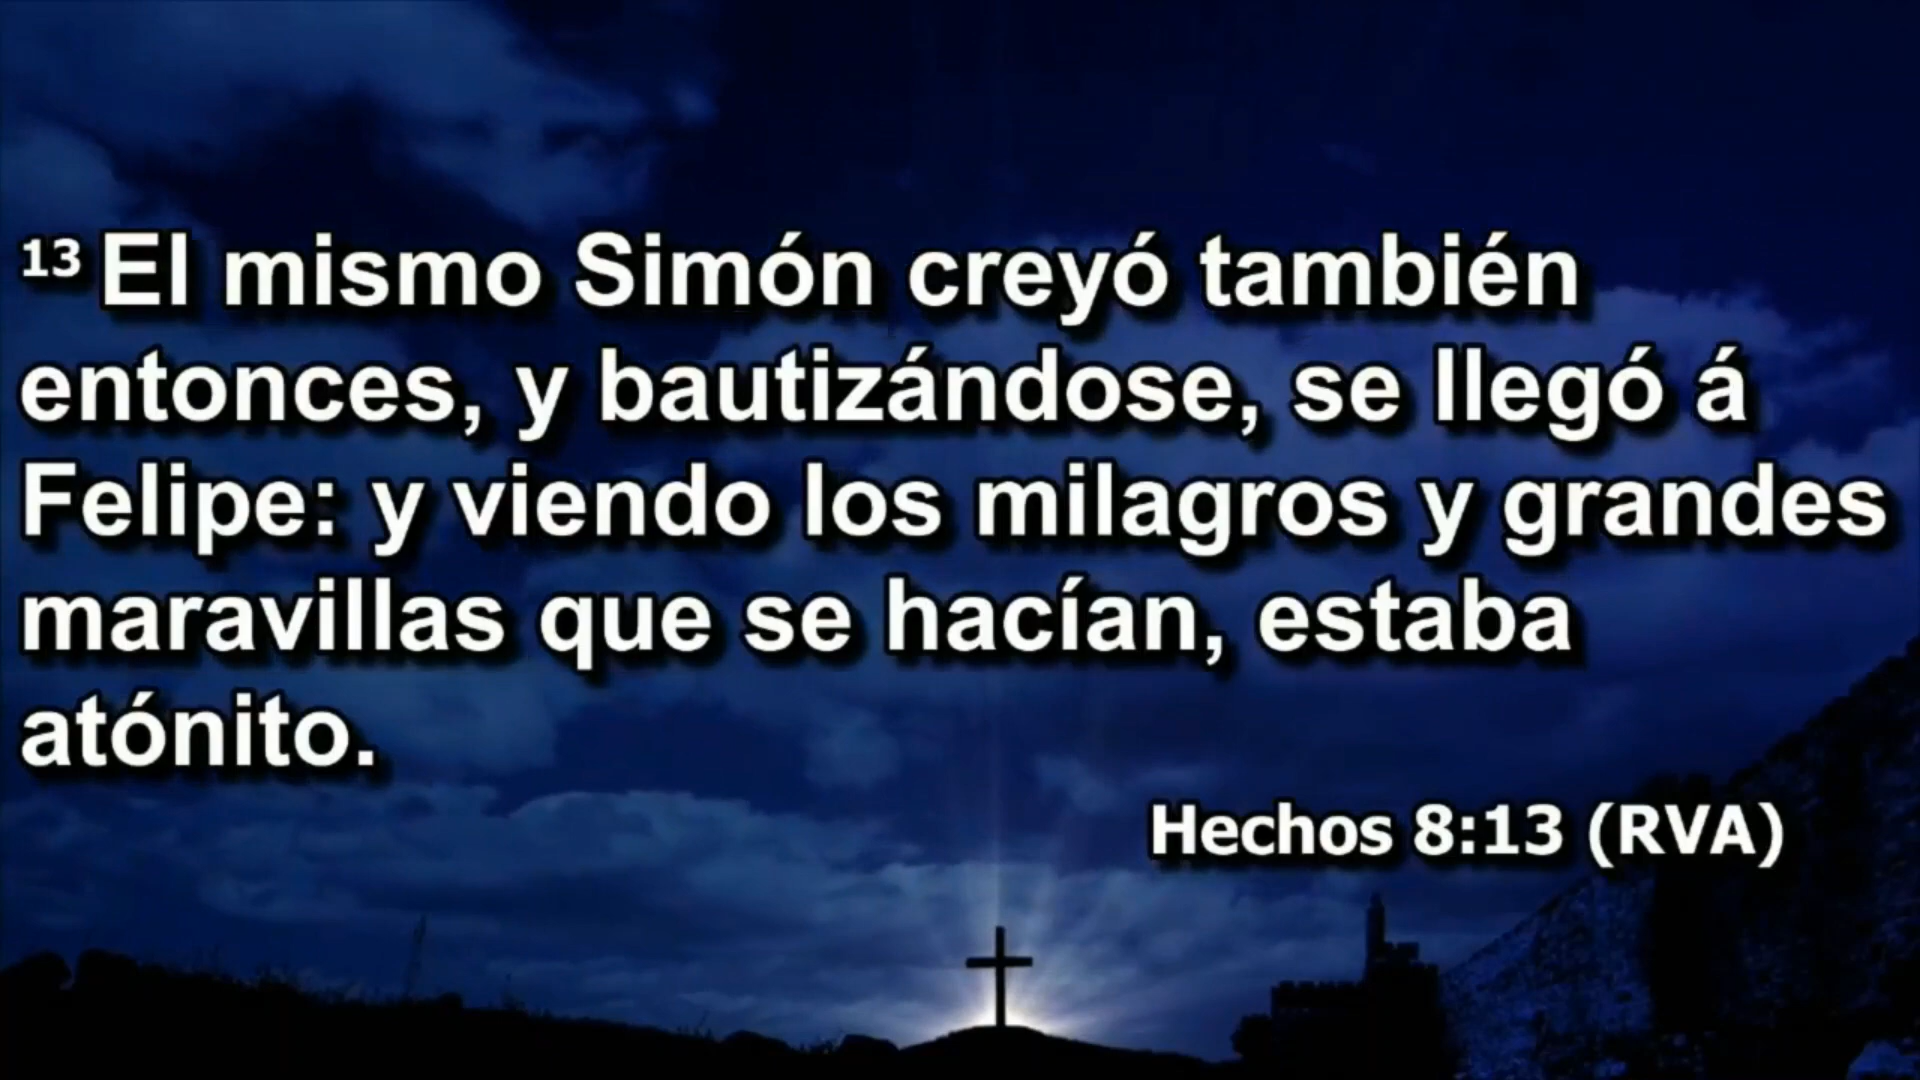 13 El mismo Simón creyó también
entonces, y bautizándose, se llegó á
Felipe: y viendo los milagros y grandes
maravillas que se hacían, estaba
atónito.
Hechos 8:13 (RVA)